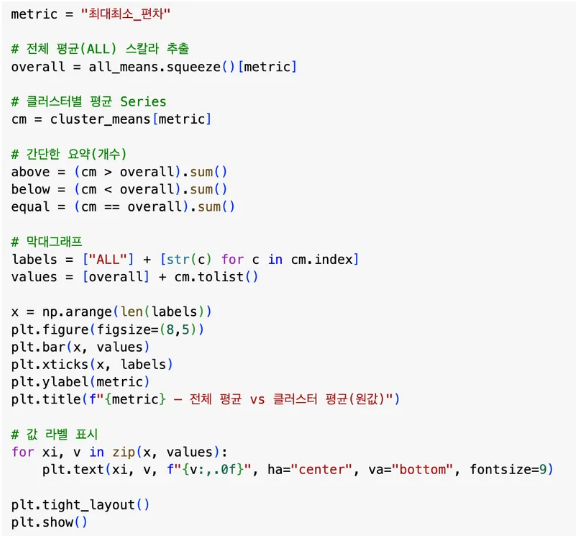 metric = "최대최소_편차"

# 전체 평균(ALL) 스칼라 추출
overall = all_means.squeeze()[metric]

# 클러스터별 평균 Series
cm = cluster_means[metric]

# 간단한 요약(개수)
above = (cm > overall).sum()
below = (cm < overall).sum()
equal = (cm == overall).sum()

# 막대그래프
labels = ["ALL"] + [str(c) for c in cm.index]
values = [overall] + cm.tolist()

x = np.arange(len(labels))
plt.figure(figsize=(8,5))
plt.bar(x, values)
plt.xticks(x, labels)
plt.ylabel(metric)
plt.title(f"{metric} — 전체 평균 vs 클러스터 평균(원값)")

# 값 라벨 표시
for xi, v in zip(x, values):
    plt.text(xi, v, f"{v:,.0f}", ha="center", va="bottom", fontsize=9)

plt.tight_layout()
plt.show()